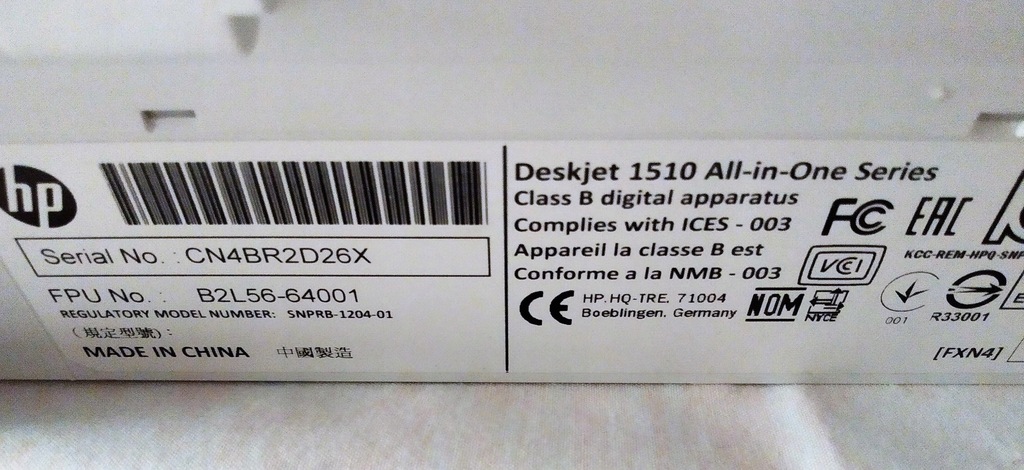 hp
Serial No. : CN4BR2D26X
FPU No. : B2L56-64001
REGULATORY MODEL NUMBER: SNPRB-1204-01
(規定型號):
MADE IN CHINA 中國製造
Deskjet 1510 All-in-One Series
Class B digital apparatus
Complies with ICES - 003
Appareil la classe B est
Conforme a la NMB - 003
CE HP, HQ-TRE, 71004
Boeblingen, Germany
FC EAC
VCI
KCC-REM-HPQ-SNP
NOM
NYCE
001
R33001
[FXN4]